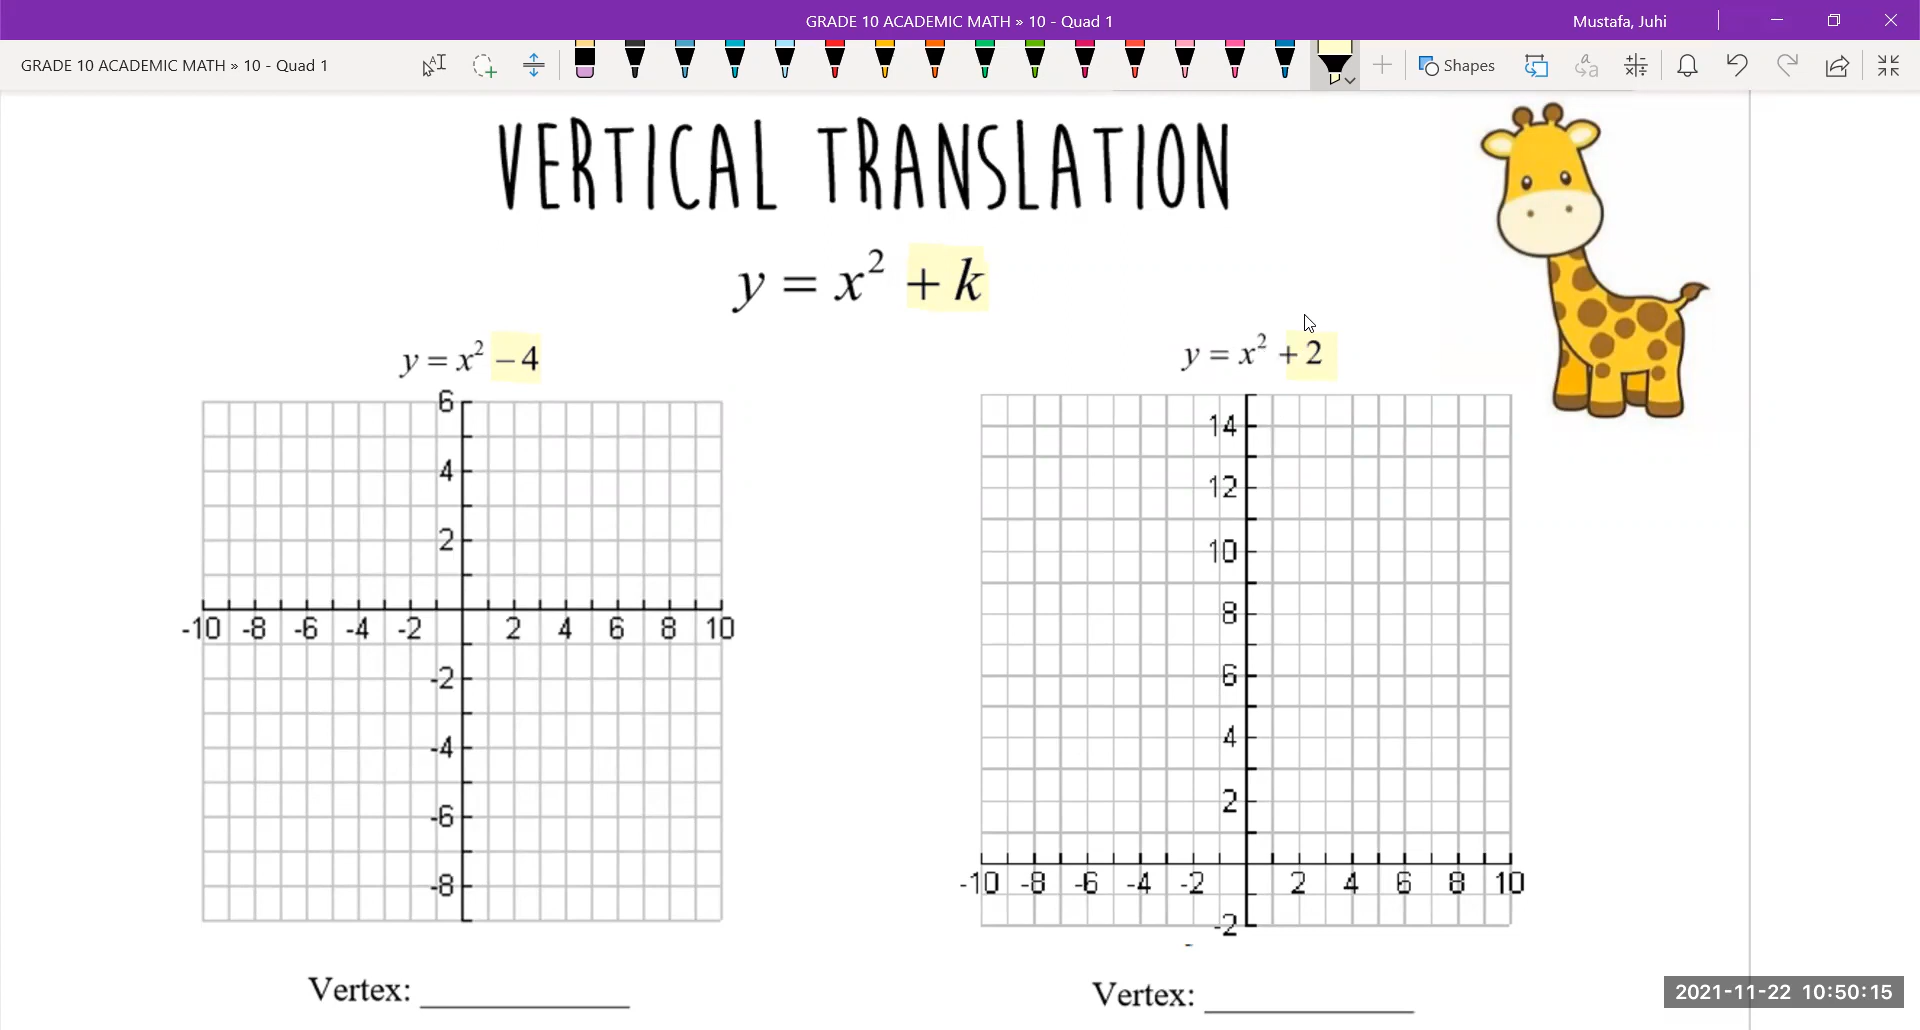 GRADE 10 ACADEMIC MATH » 10 - Quad 1
Mustafa, Juhi
GRADE 10 ACADEMIC MATH » 10 - Quad 1
Shapes
VERTICAL TRANSLATION
y = x² + k
y = x² − 4
6
4
2
-10 -8 -6 -4 -2 2 4 6 8 10
-2
-4
-6
-8
Vertex: ____________
y = x² + 2
14
12
10
8
6
4
2
-10 -8 -6 -4 -2 2 4 6 8 10
-2
Vertex: ____________
2021-11-22 10:50:15